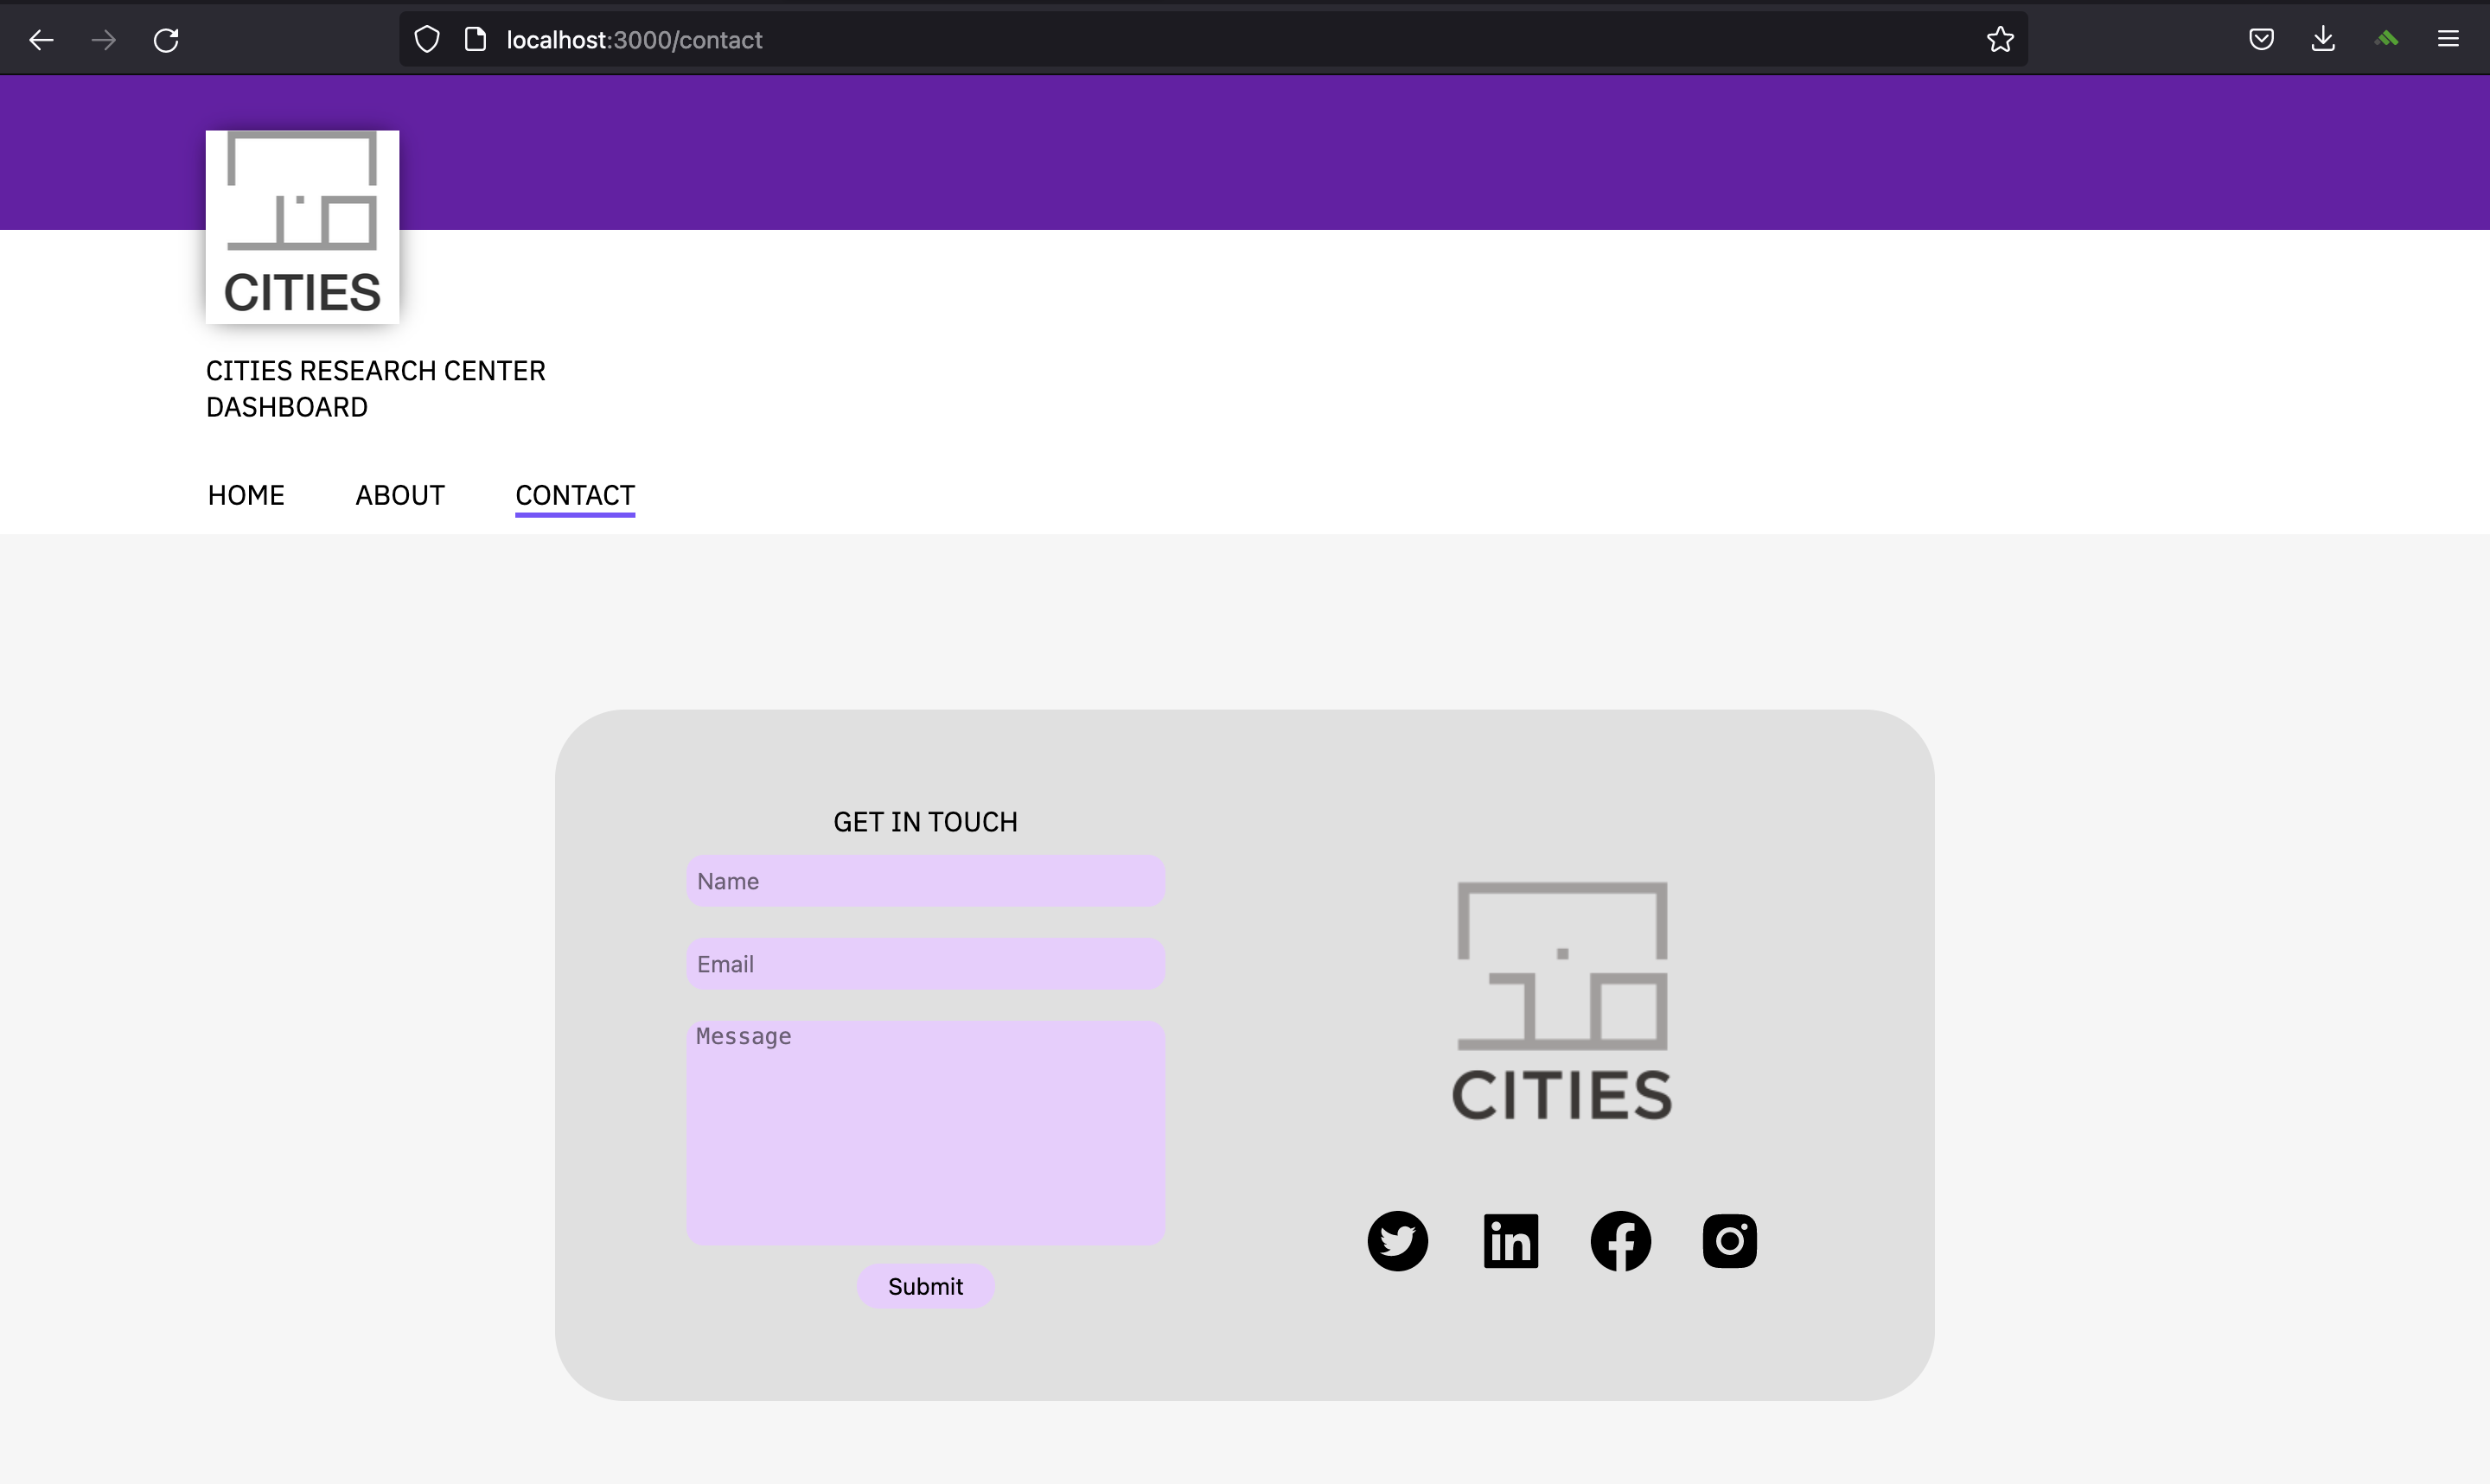 localhost:3000/contact
CITIES
CITIES RESEARCH CENTER
DASHBOARD
HOME ABOUT CONTACT
GET IN TOUCH
Name
Email
Message
Submit
CITIES
in